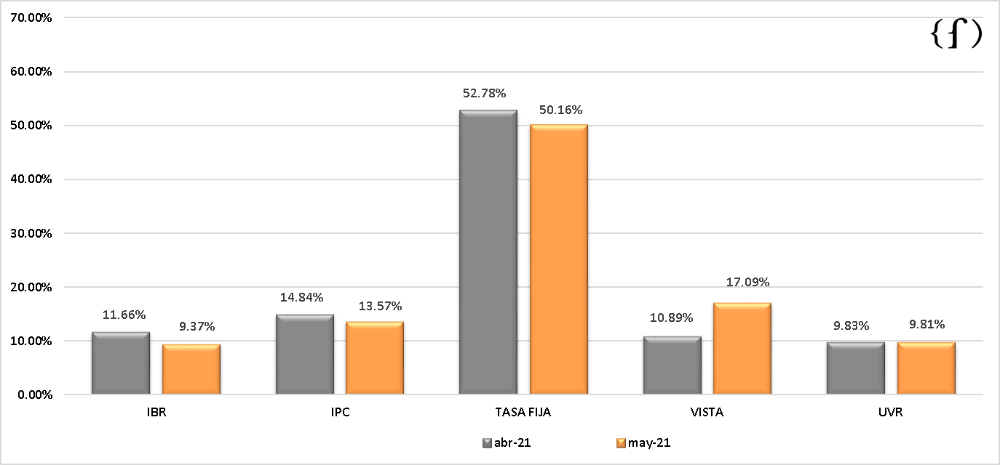 70.00%
60.00%
50.00%
40.00%
30.00%
20.00%
10.00%
0.00%
11.66%
9.37%
14.84%
13.57%
52.78%
50.16%
10.89%
17.09%
9.83%
9.81%
IBR
IPC
TASA FIJA
VISTA
UVR
abr-21
may-21